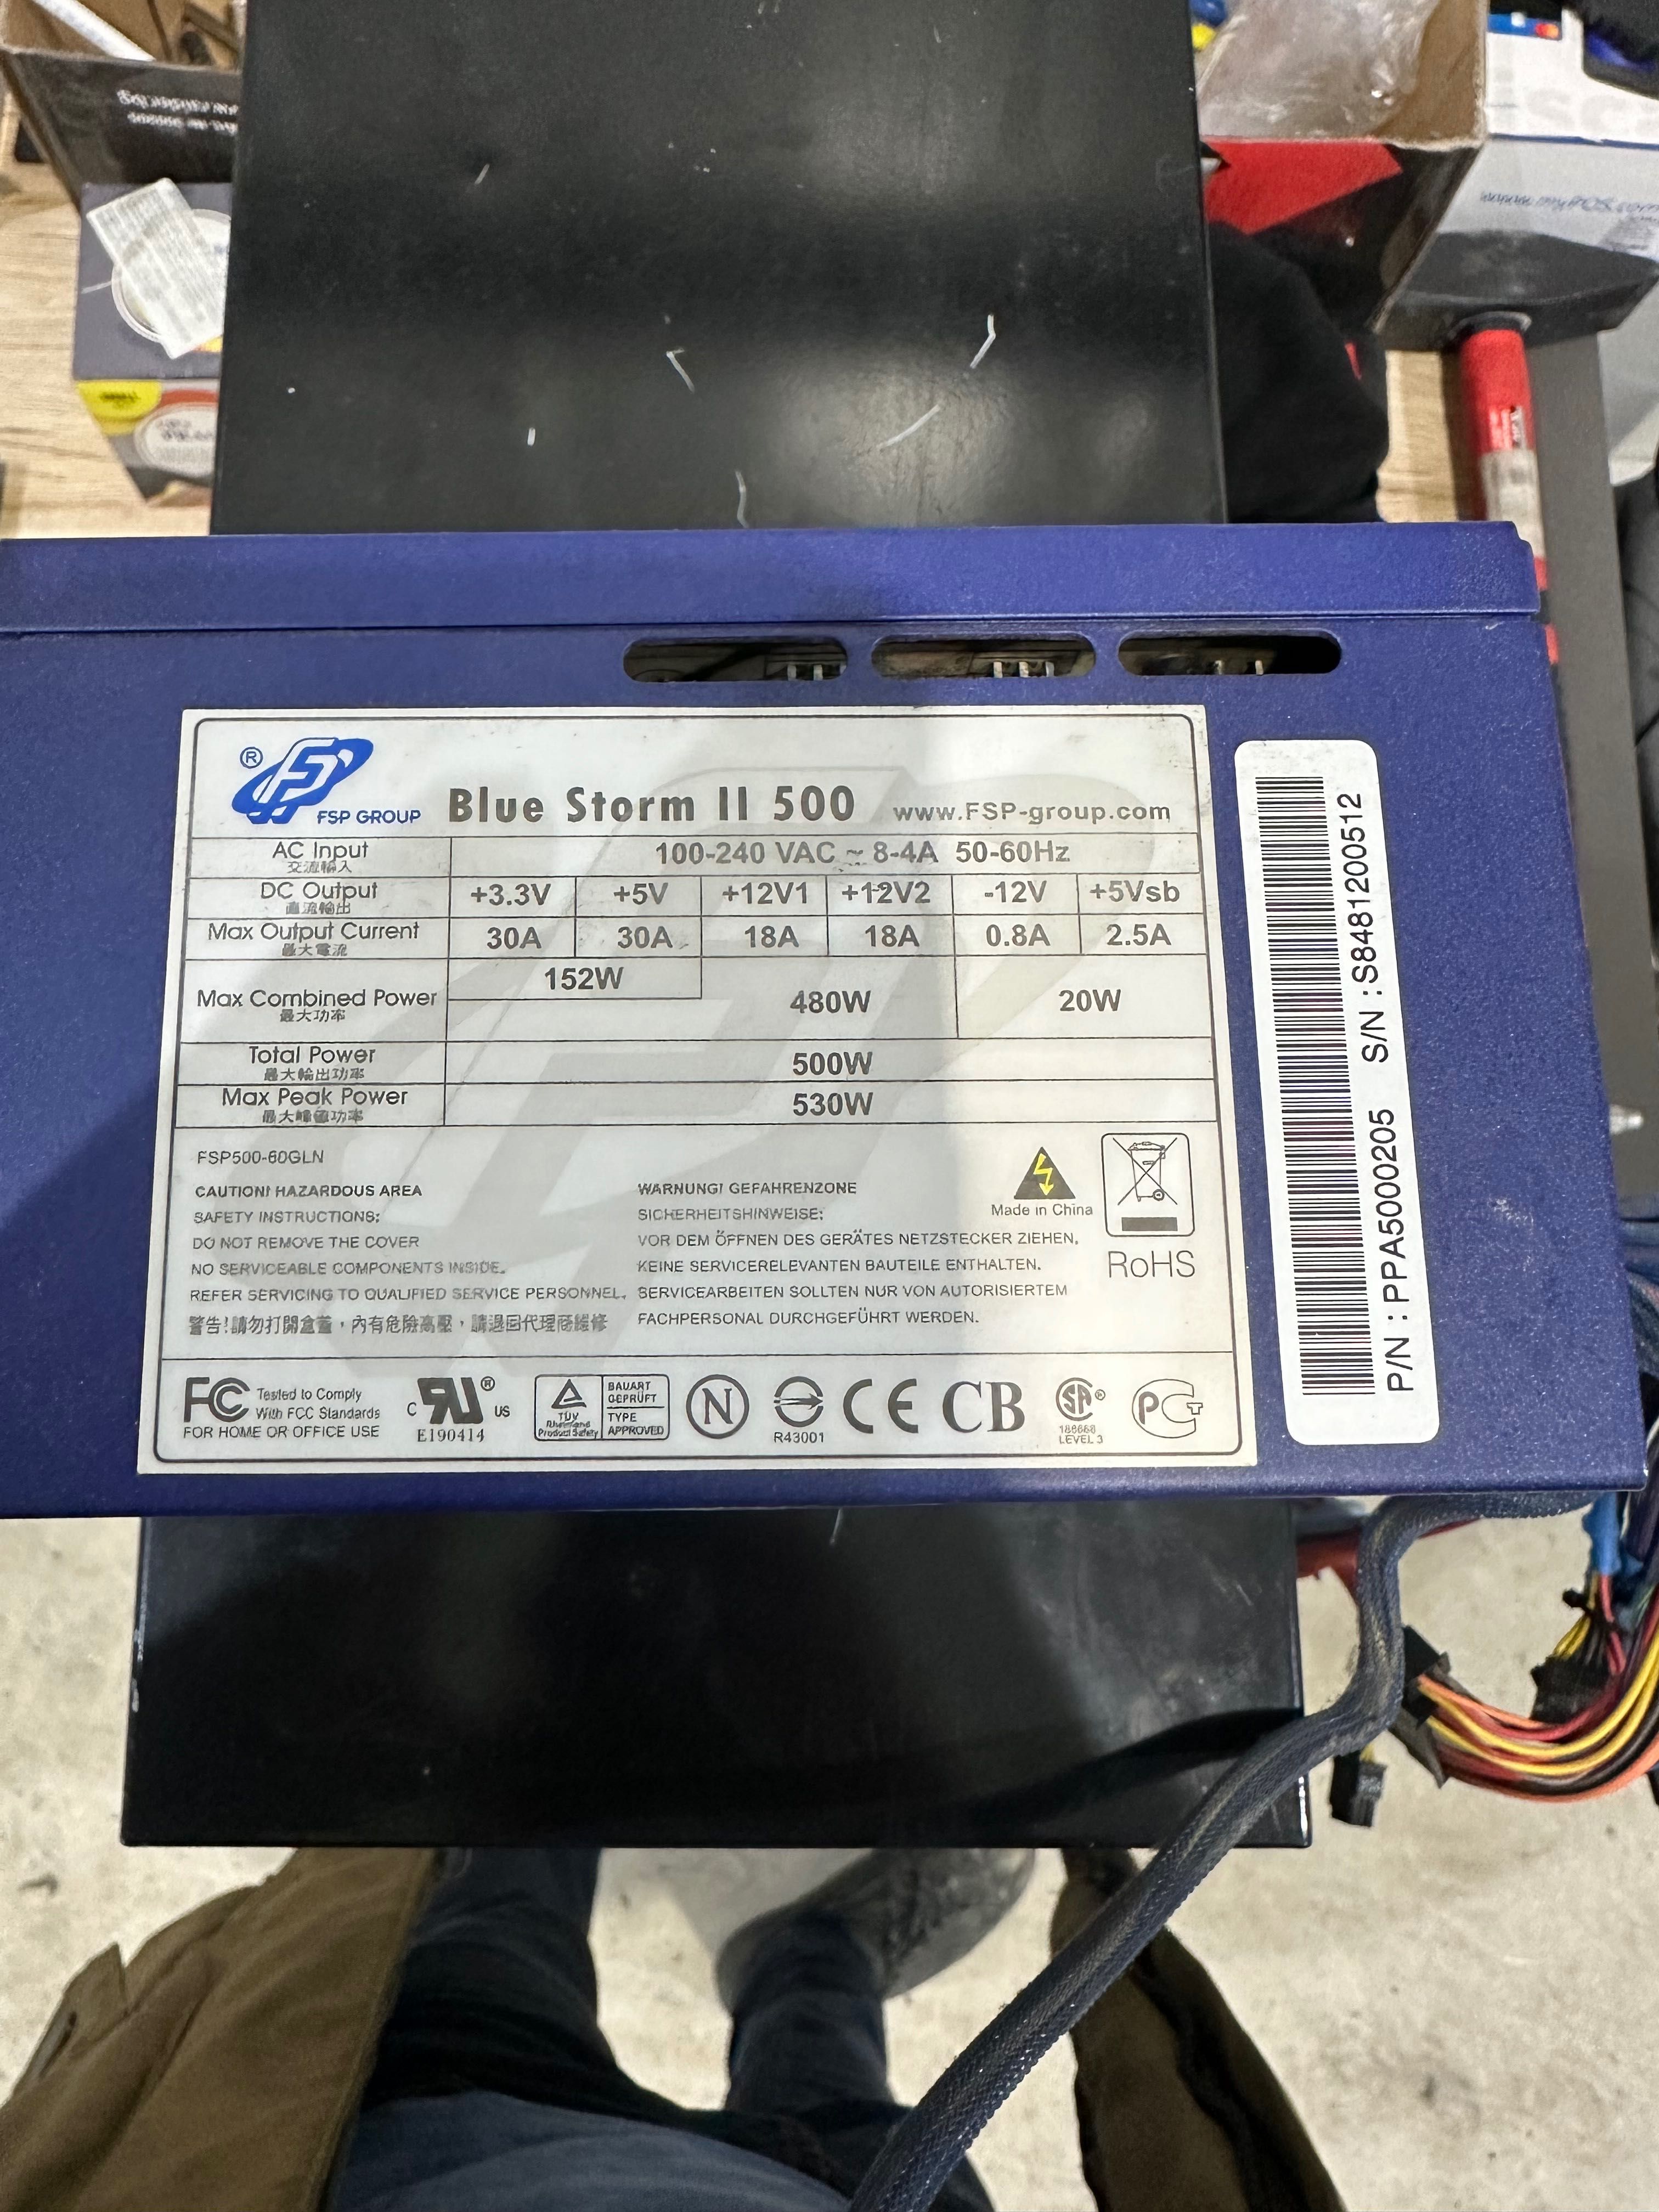 ® FSP GROUP Blue Storm II 500 www.FSP-group.com
AC Input 100-240 VAC ~ 8-4A 50-60Hz
交流輸入
DC Output +3.3V +5V +12V1 +12V2 -12V +5Vsb
直流輸出
Max Output Current 30A 30A 18A 18A 0.8A 2.5A
最大電流
152W
Max Combined Power 480W 20W
最大功率
Total Power 500W
最大輸出功率
Max Peak Power 530W
最大峰值功率
FSP500-60GLN
CAUTION! HAZARDOUS AREA
SAFETY INSTRUCTIONS:
DO NOT REMOVE THE COVER
NO SERVICEABLE COMPONENTS INSIDE.
REFER SERVICING TO QUALIFIED SERVICE PERSONNEL.
警告!請勿打開盒蓋，內有危險高壓，請退回代理商維修
WARNUNG! GEFAHRENZONE
SICHERHEITSHINWEISE:
VOR DEM ÖFFNEN DES GERÄTES NETZSTECKER ZIEHEN,
KEINE SERVICERELEVANTEN BAUTEILE ENTHALTEN.
SERVICEARBEITEN SOLLTEN NUR VON AUTORISIERTEM
FACHPERSONAL DURCHGEFÜHRT WERDEN.
Made in China
RoHS
FC Tested to Comply
With FCC Standards
FOR HOME OR OFFICE USE
C RU ® US
E190414
TÜV
Rheinland
Product Safety
BAUART
GEPRÜFT
TYPE
APPROVED
N
R43001
CE
CB
SA ®
186668
LEVEL 3
PCT
P/N : PPA5000205 S/N : S84812005​12